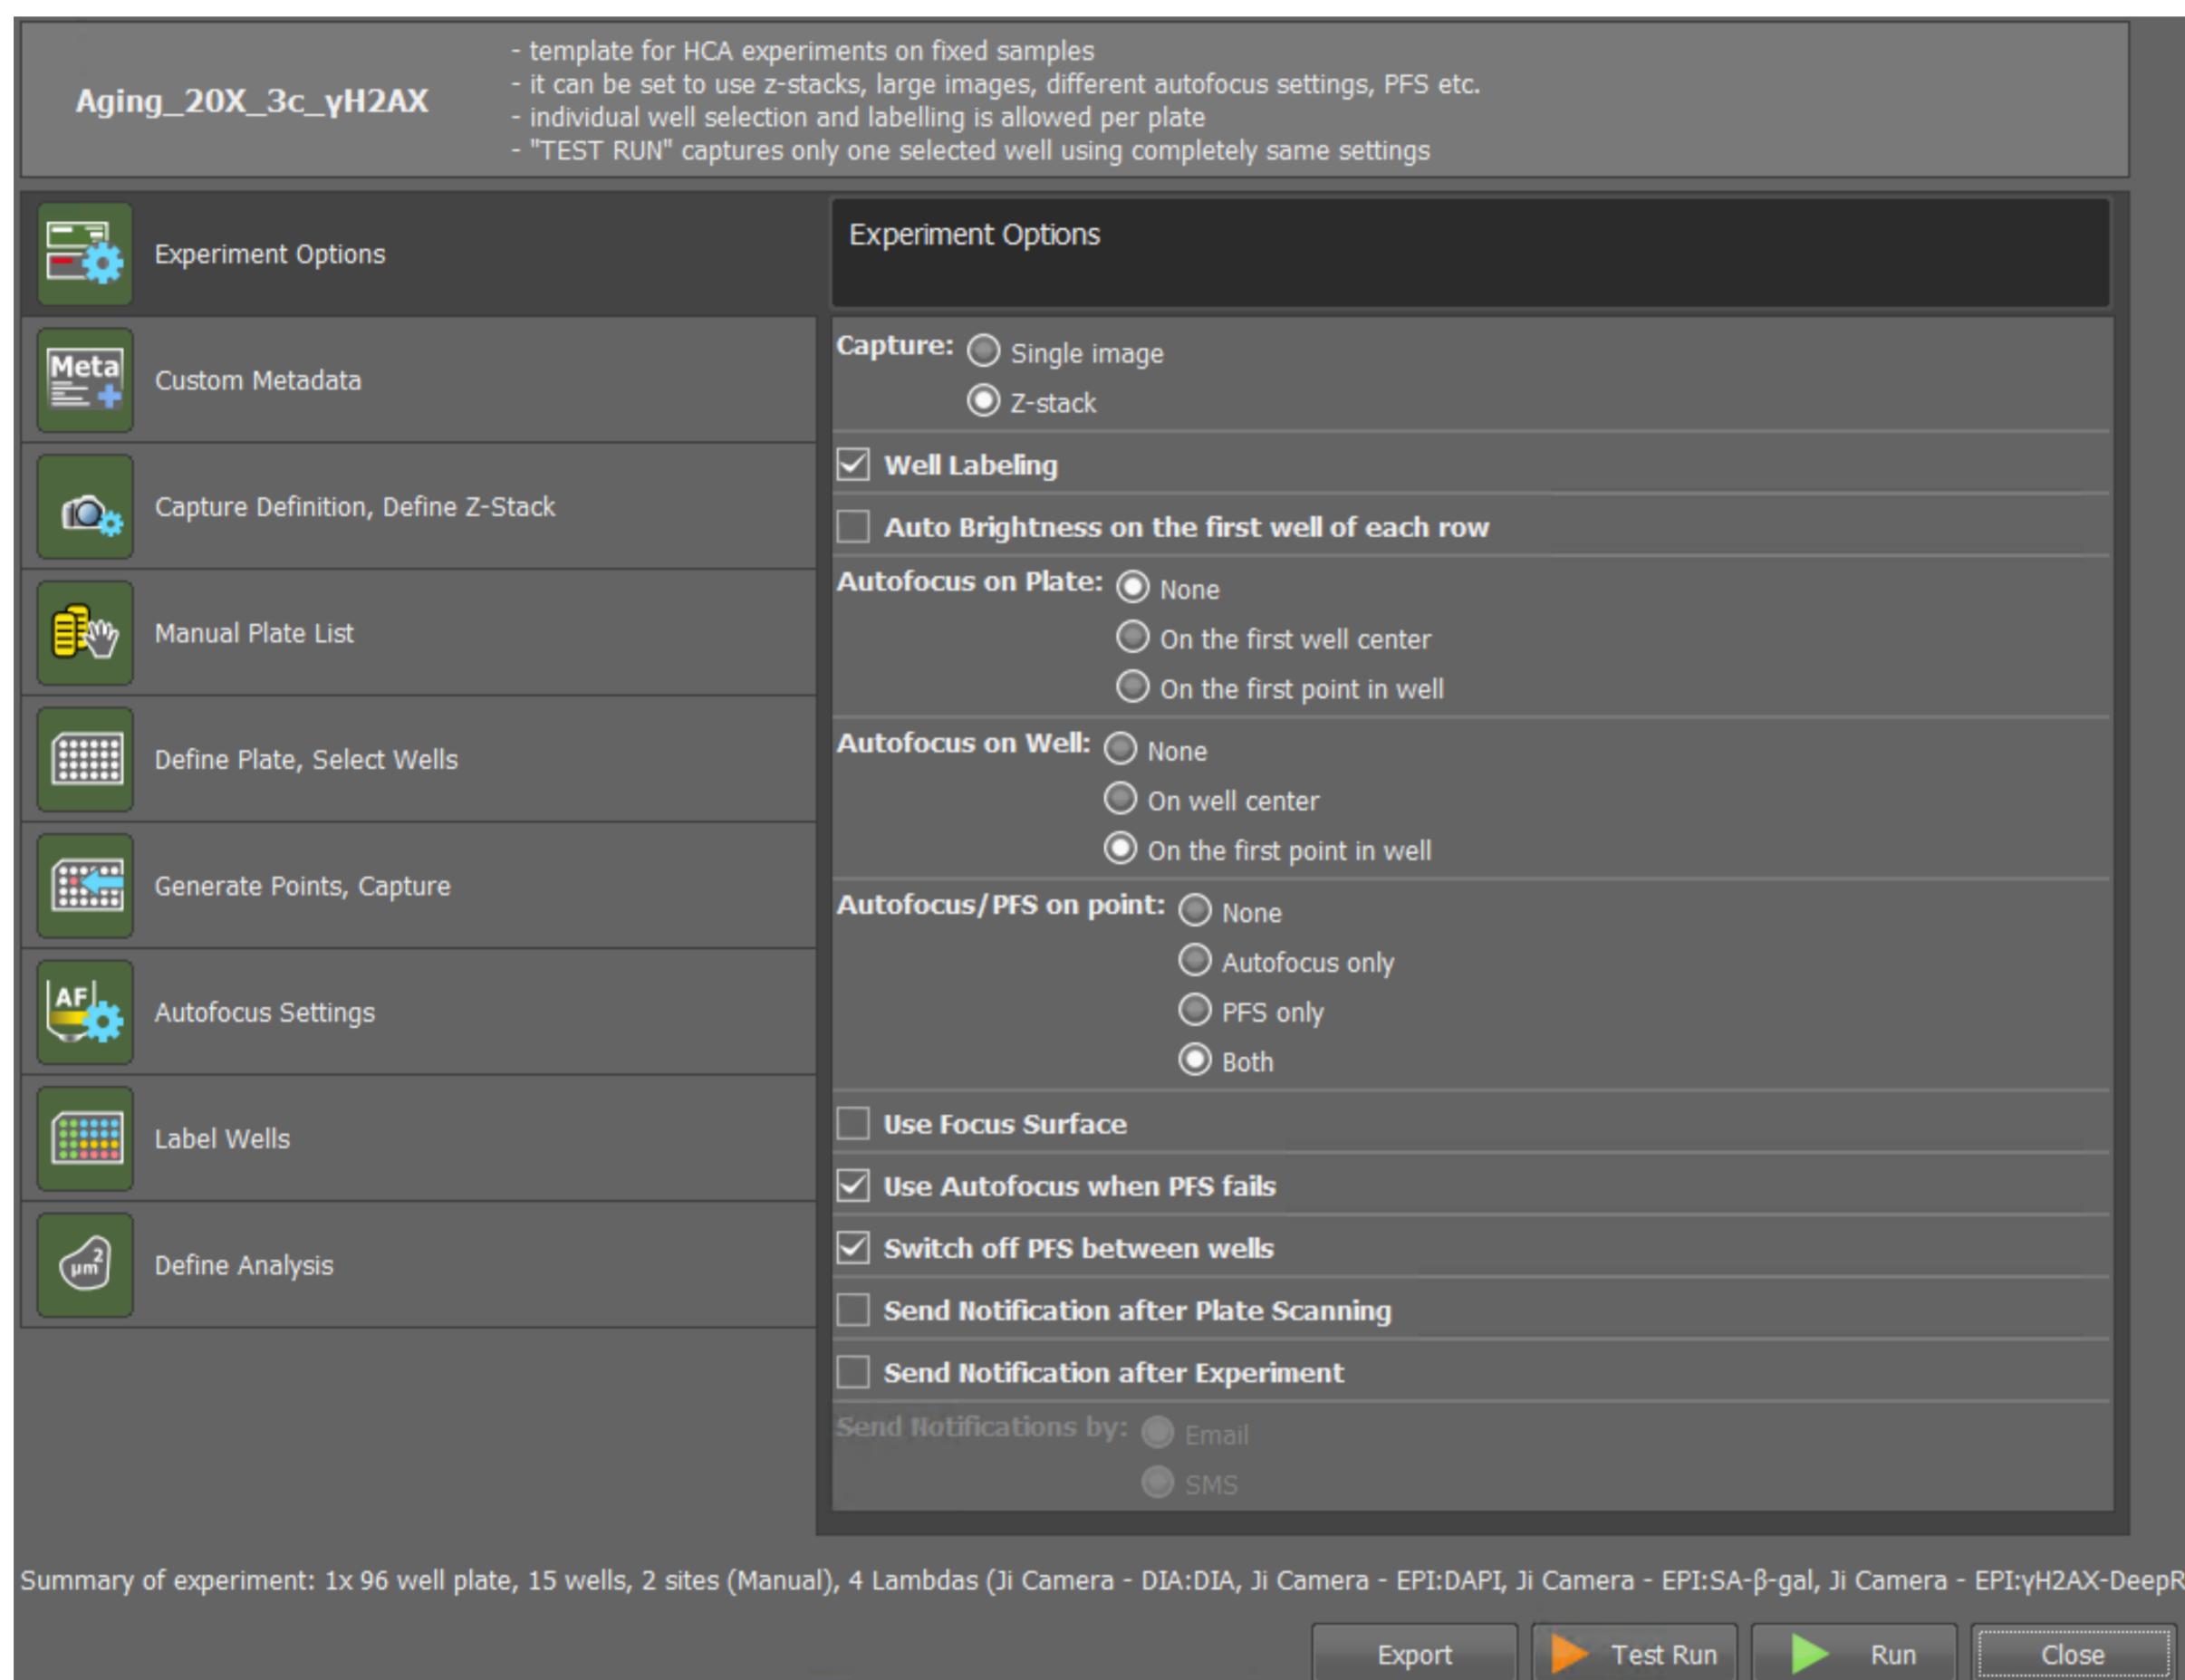 Aging_20X_3c_γH2AX
- template for HCA experiments on fixed samples
- it can be set to use z-stacks, large images, different autofocus settings, PFS etc.
- individual well selection and labelling is allowed per plate
- "TEST RUN" captures only one selected well using completely same settings
Experiment Options
Meta
Custom Metadata
Capture Definition, Define Z-Stack
Manual Plate List
Define Plate, Select Wells
Generate Points, Capture
AF
Autofocus Settings
Label Wells
µm²
Define Analysis
Experiment Options
Capture: Single image
Z-stack
Well Labeling
Auto Brightness on the first well of each row
Autofocus on Plate: None
On the first well center
On the first point in well
Autofocus on Well: None
On well center
On the first point in well
Autofocus/PFS on point: None
Autofocus only
PFS only
Both
Use Focus Surface
Use Autofocus when PFS fails
Switch off PFS between wells
Send Notification after Plate Scanning
Send Notification after Experiment
Send Notifications by: Email
SMS
Summary of experiment: 1x 96 well plate, 15 wells, 2 sites (Manual), 4 Lambdas (Ji Camera - DIA:DIA, Ji Camera - EPI:DAPI, Ji Camera - EPI:SA-β-gal, Ji Camera - EPI:γH2AX-DeepR
Export Test Run Run Close